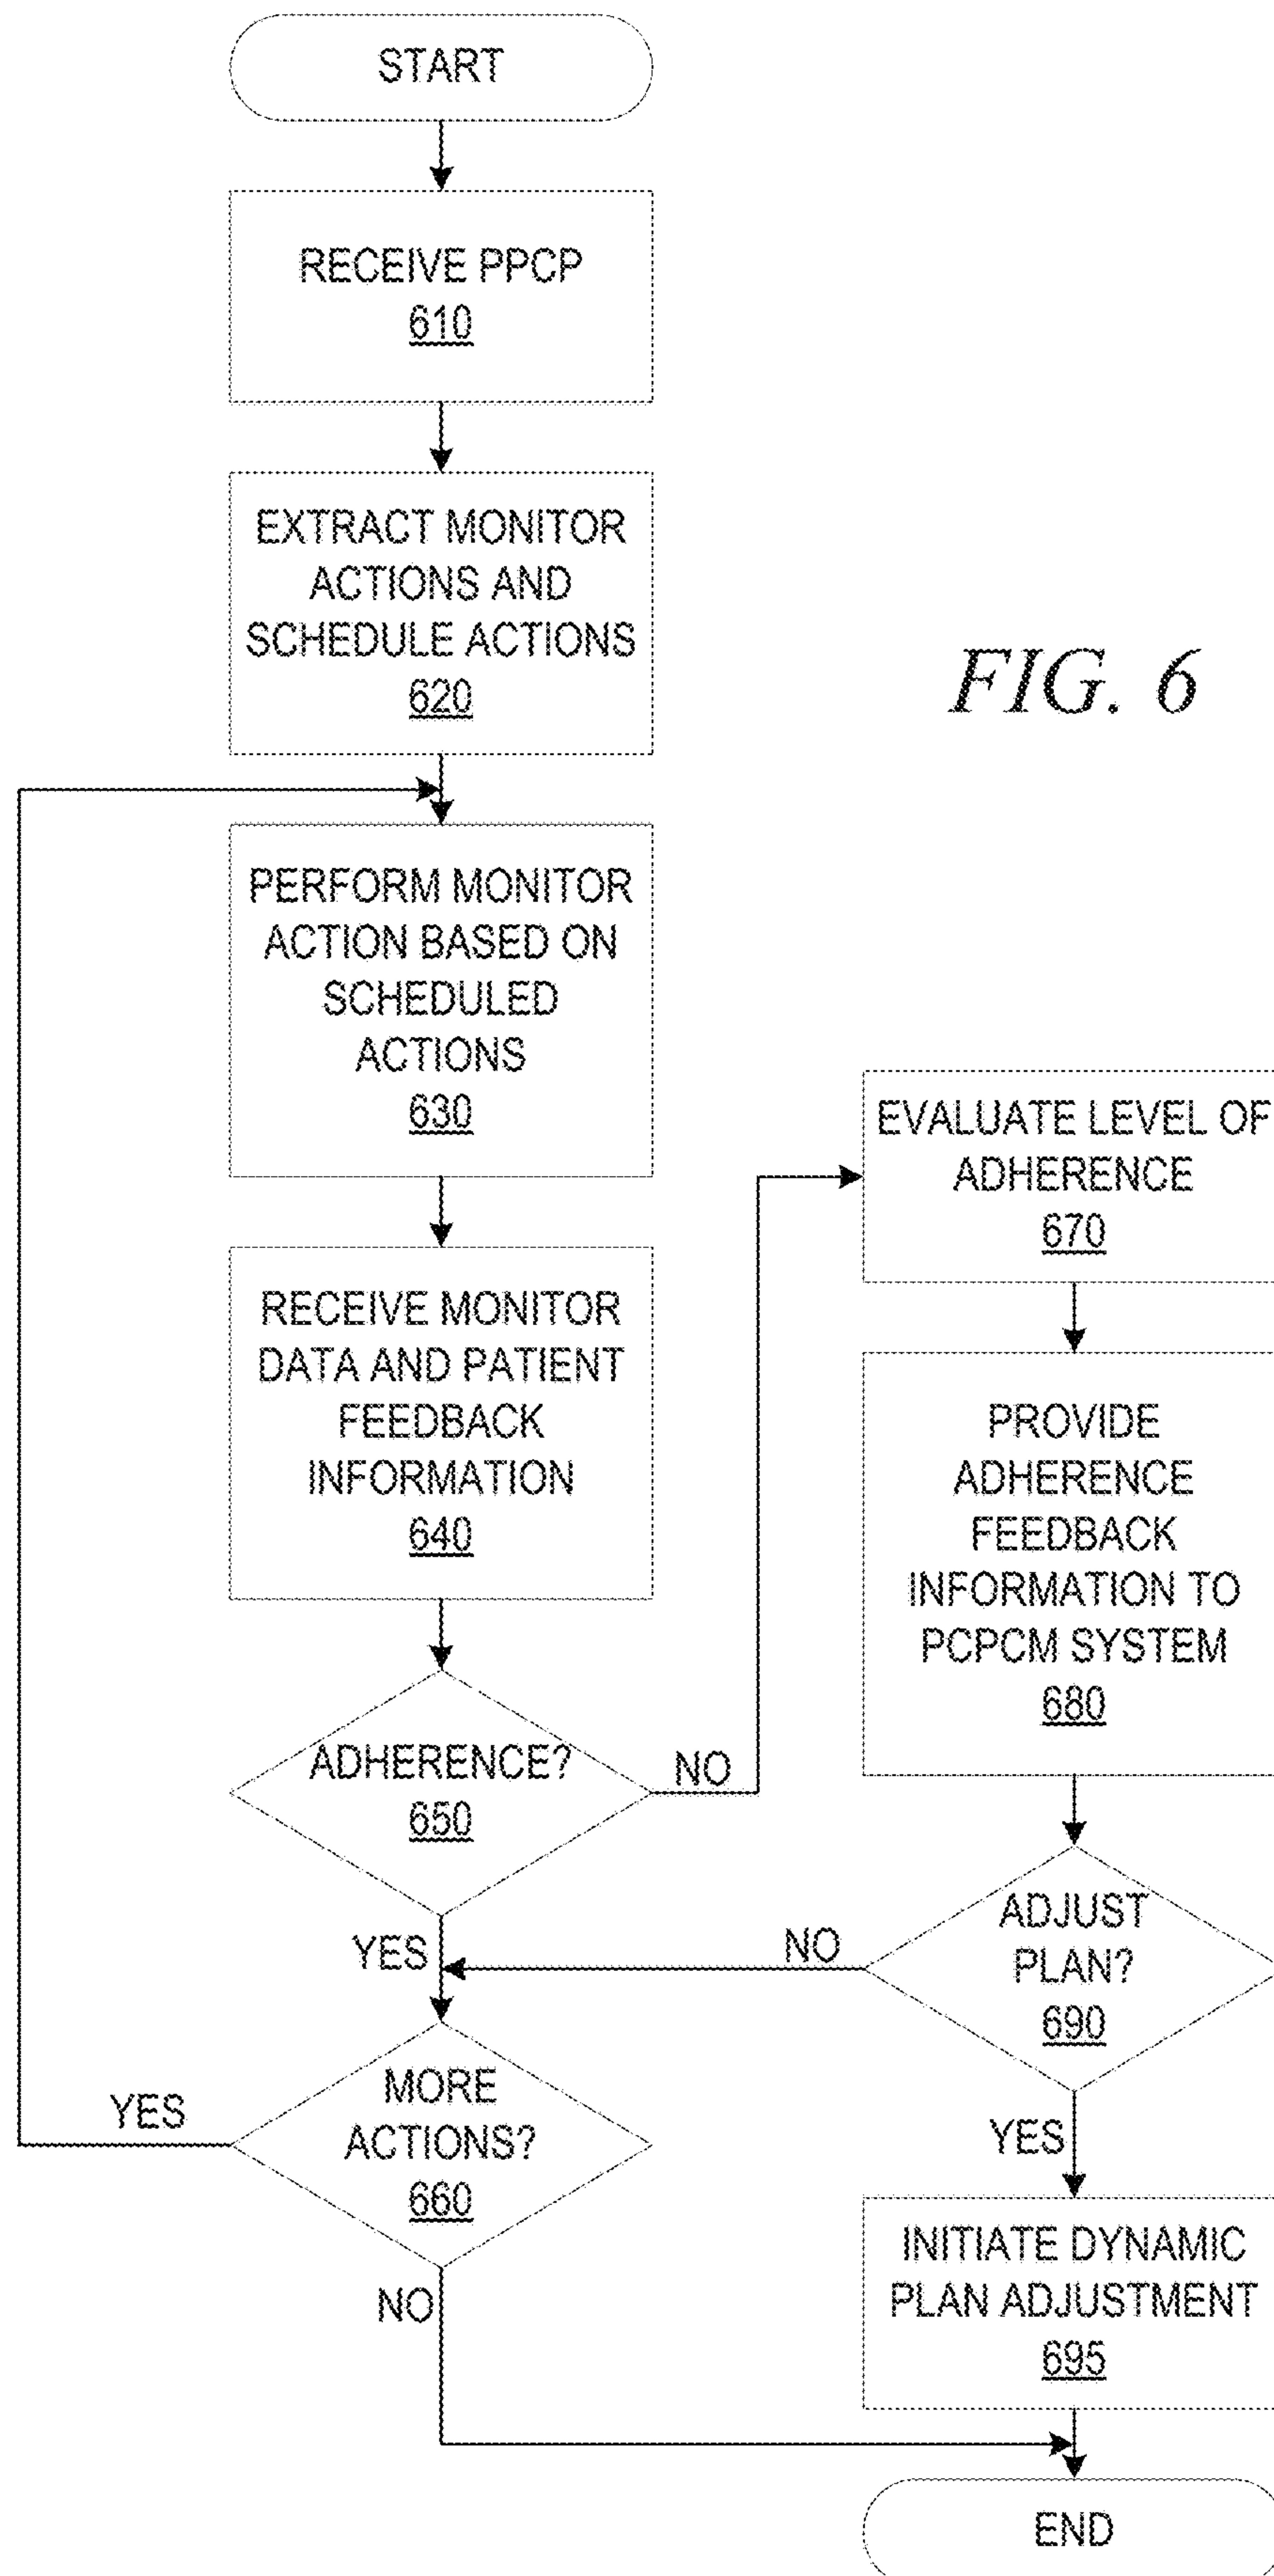 START
RECEIVE PPCP
610
EXTRACT MONITOR
ACTIONS AND
SCHEDULE ACTIONS
620
FIG. 6
PERFORM MONITOR
ACTION BASED ON
SCHEDULED
ACTIONS
630
RECEIVE MONITOR
DATA AND PATIENT
FEEDBACK
INFORMATION
640
ADHERENCE?
650
NO
YES
MORE
ACTIONS?
660
YES
NO
EVALUATE LEVEL OF
ADHERENCE
670
PROVIDE
ADHERENCE
FEEDBACK
INFORMATION TO
PCPCM SYSTEM
680
ADJUST
PLAN?
690
NO
YES
INITIATE DYNAMIC
PLAN ADJUSTMENT
695
END